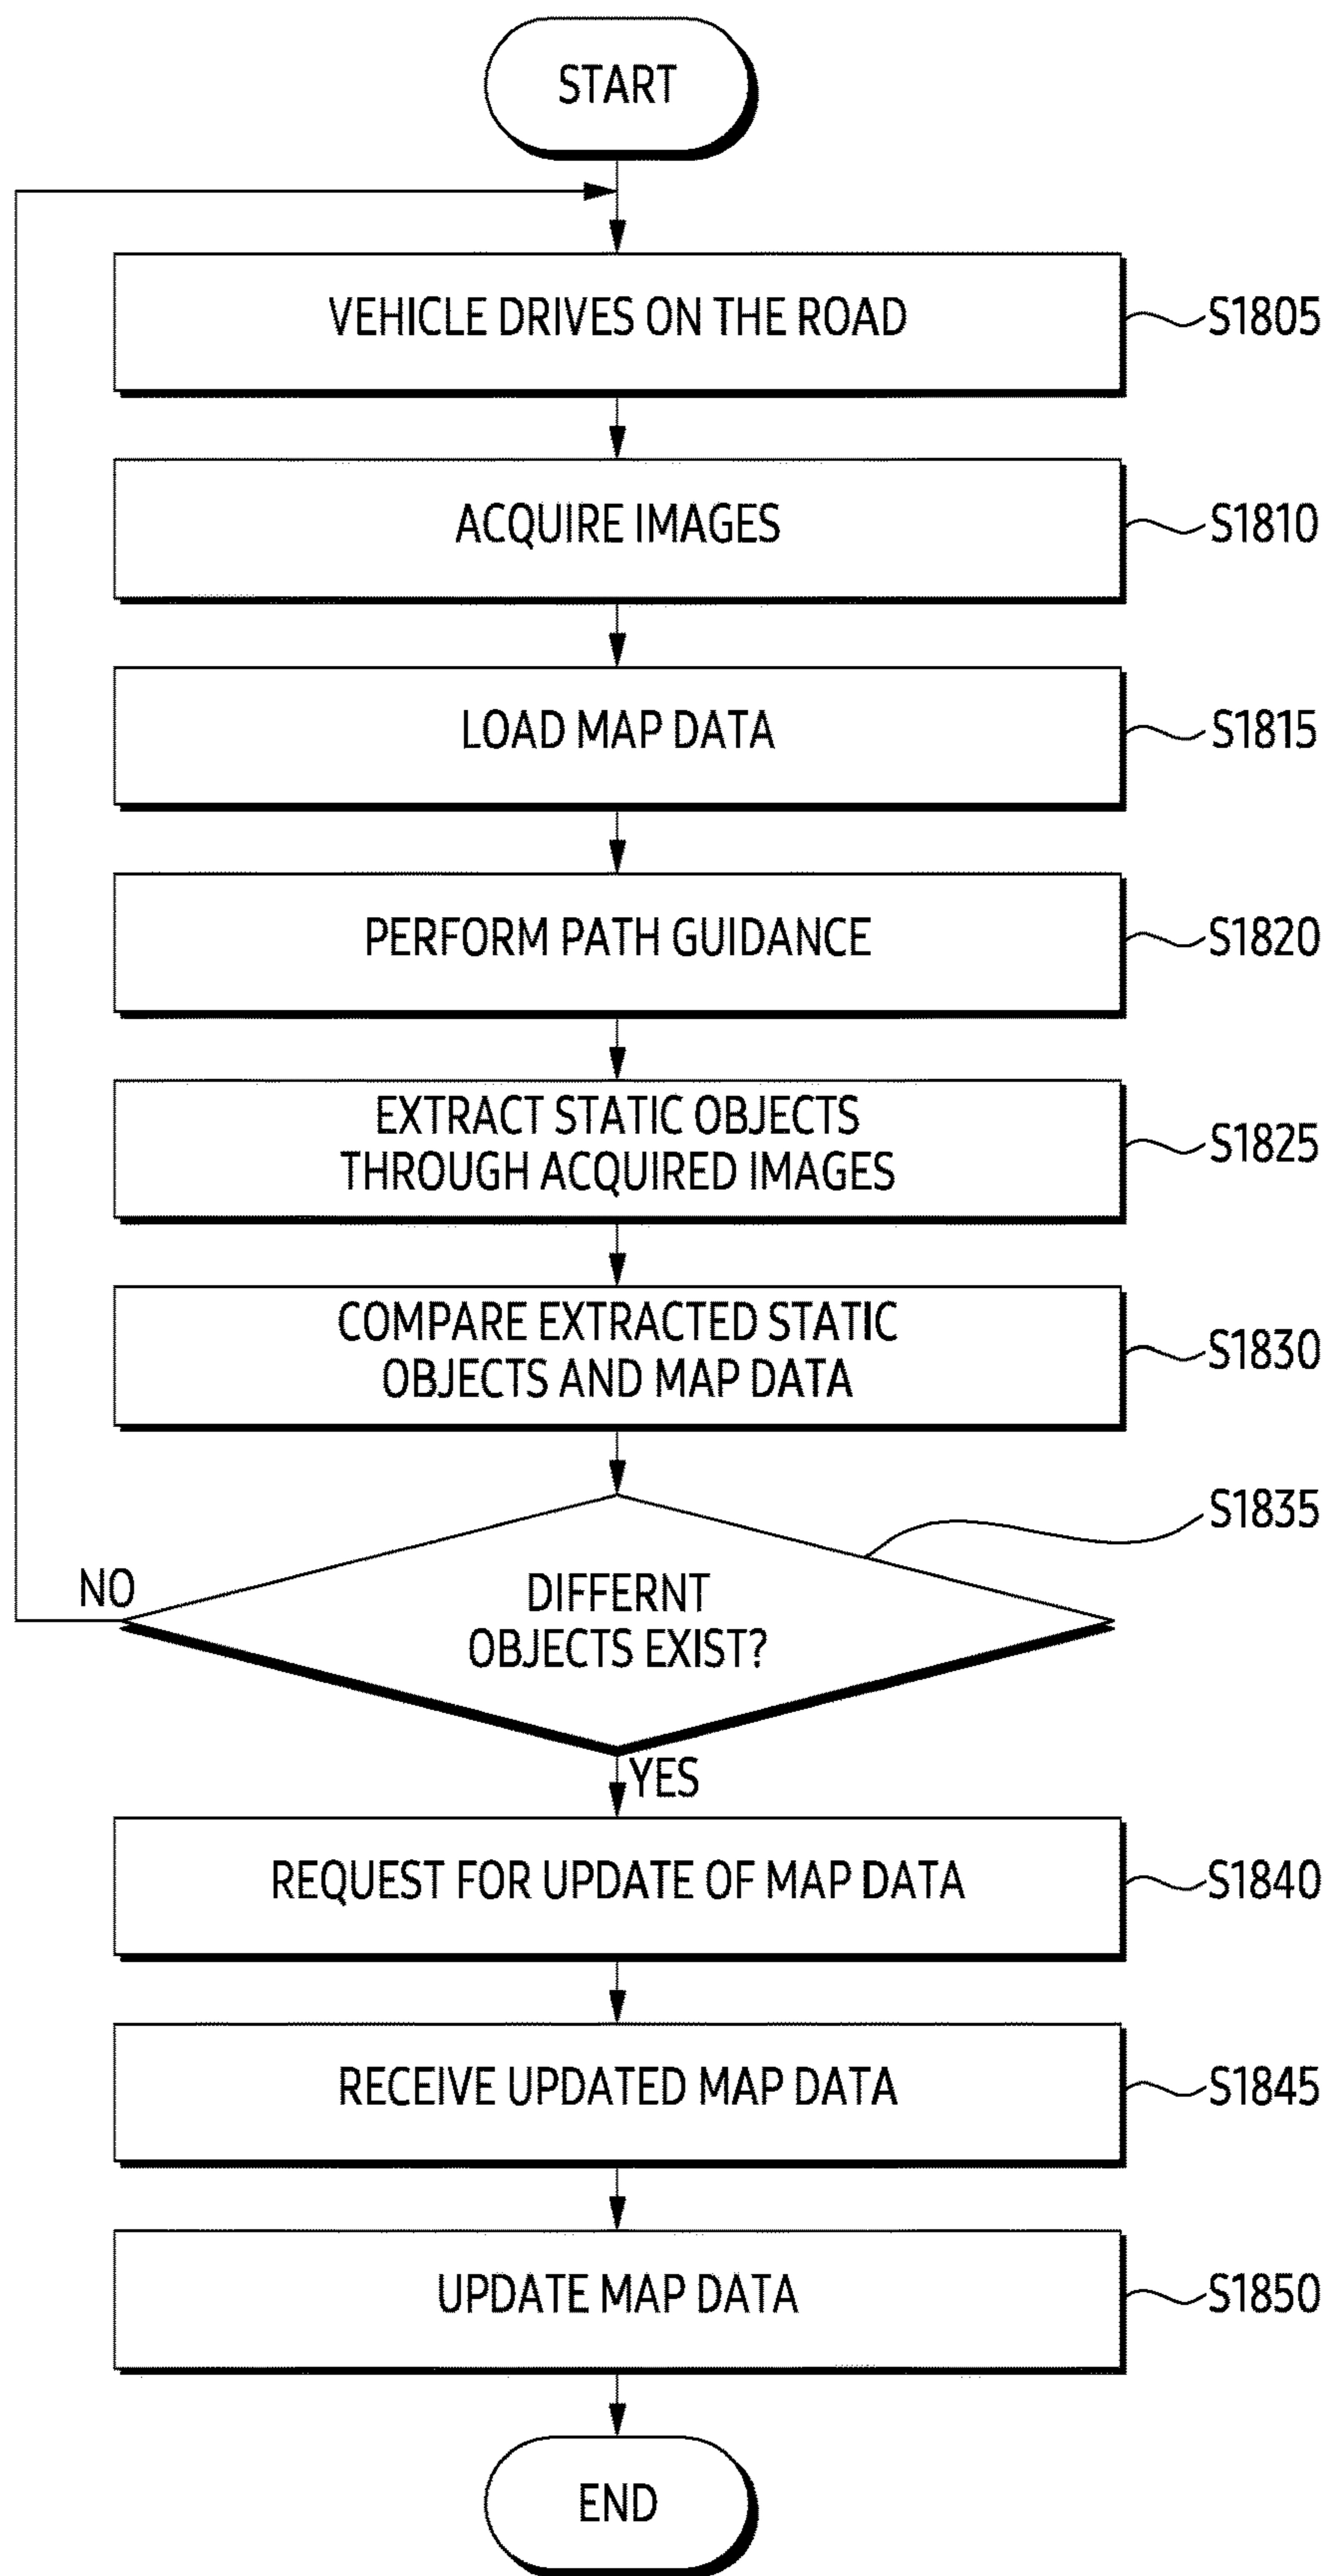 START
VEHICLE DRIVES ON THE ROAD
S1805
ACQUIRE IMAGES
S1810
LOAD MAP DATA
S1815
PERFORM PATH GUIDANCE
S1820
EXTRACT STATIC OBJECTS
THROUGH ACQUIRED IMAGES
S1825
COMPARE EXTRACTED STATIC
OBJECTS AND MAP DATA
S1830
S1835
NO
DIFFERNT
OBJECTS EXIST?
YES
REQUEST FOR UPDATE OF MAP DATA
S1840
RECEIVE UPDATED MAP DATA
S1845
UPDATE MAP DATA
S1850
END